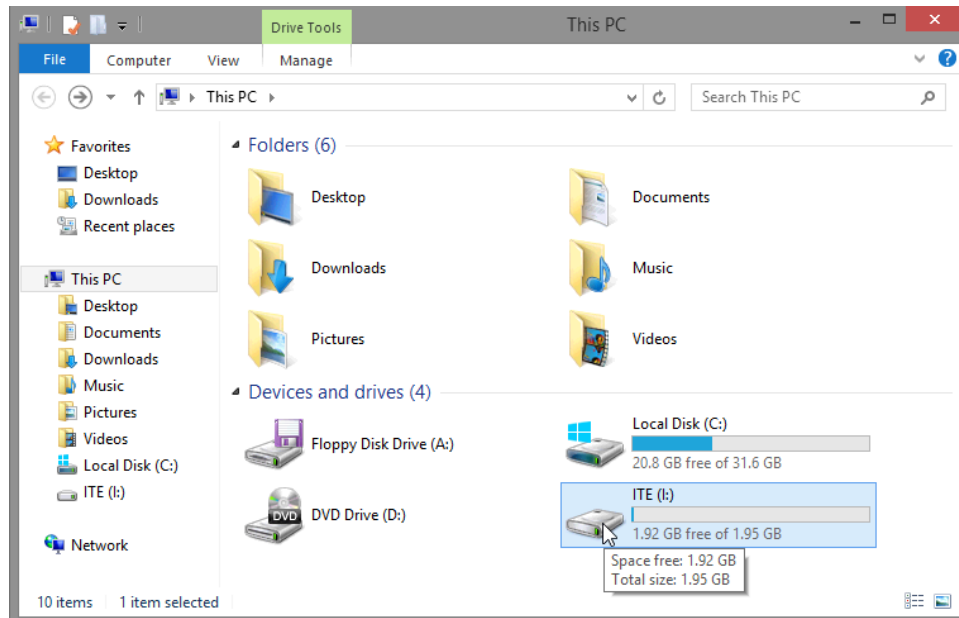 Drive Tools
This PC
File
Computer
View
Manage
This PC
Search This PC
Favorites
Desktop
Downloads
Recent places
This PC
Desktop
Documents
Downloads
Music
Pictures
Videos
Local Disk (C:)
ITE (I:)
Network
Folders (6)
Desktop
Documents
Downloads
Music
Pictures
Videos
Devices and drives (4)
Floppy Disk Drive (A:)
Local Disk (C:)
20.8 GB free of 31.6 GB
DVD
DVD Drive (D:)
ITE (I:)
1.92 GB free of 1.95 GB
Space free: 1.92 GB
Total size: 1.95 GB
10 items
1 item selected